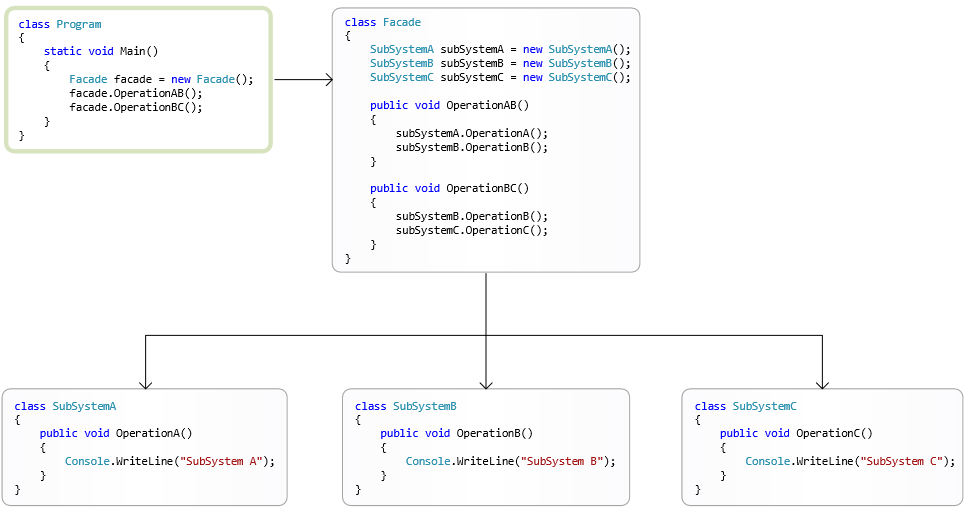 class Program
{
    static void Main()
    {
        Facade facade = new Facade();
        facade.OperationAB();
        facade.OperationBC();
    }
}
class Facade
{
    SubSystemA subSystemA = new SubSystemA();
    SubSystemB subSystemB = new SubSystemB();
    SubSystemC subSystemC = new SubSystemC();
    public void OperationAB()
    {
        subSystemA.OperationA();
        subSystemB.OperationB();
    }
    public void OperationBC()
    {
        subSystemB.OperationB();
        subSystemC.OperationC();
    }
}
class SubSystemA
{
    public void OperationA()
    {
        Console.WriteLine("SubSystem A");
    }
}
class SubSystemB
{
    public void OperationB()
    {
        Console.WriteLine("SubSystem B");
    }
}
class SubSystemC
{
    public void OperationC()
    {
        Console.WriteLine("SubSystem C");
    }
}